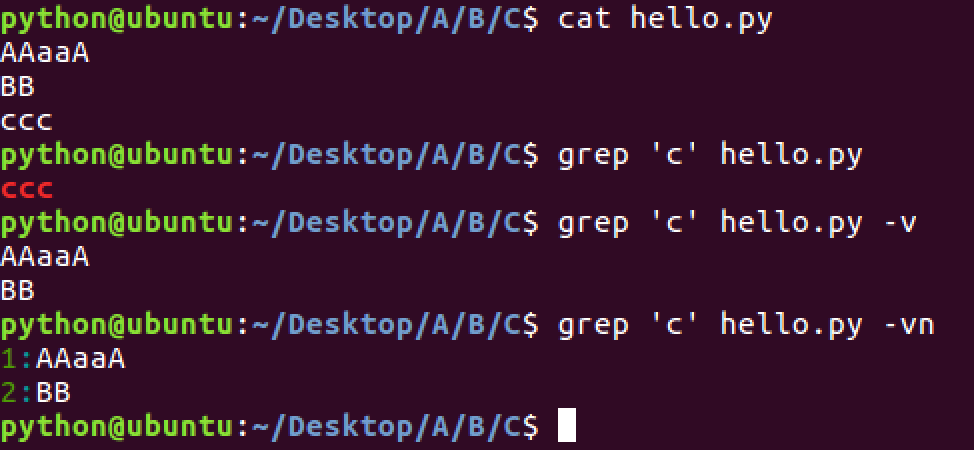 python@ubuntu:~/Desktop/A/B/C$ cat hello.py
AAaaA
BB
ccc
python@ubuntu:~/Desktop/A/B/C$ grep 'c' hello.py
ccc
python@ubuntu:~/Desktop/A/B/C$ grep 'c' hello.py -v
AAaaA
BB
python@ubuntu:~/Desktop/A/B/C$ grep 'c' hello.py -vn
1:AAaaA
2:BB
python@ubuntu:~/Desktop/A/B/C$